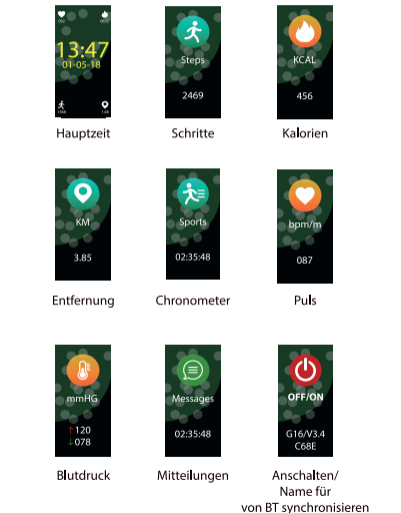 13:47
01-05-18
Steps
2469
KCAL
456
Hauptzeit
Schritte
Kalorien
KM
3.85
Sports
02:35:48
bpm/m
087
Entfernung
Chronometer
Puls
mmHG
↑120
↓078
Messages
02:35:48
OFF/ON
G16/V3.4
C68E
Blutdruck
Mitteilungen
Anschalten/
Name für
von BT synchronisieren